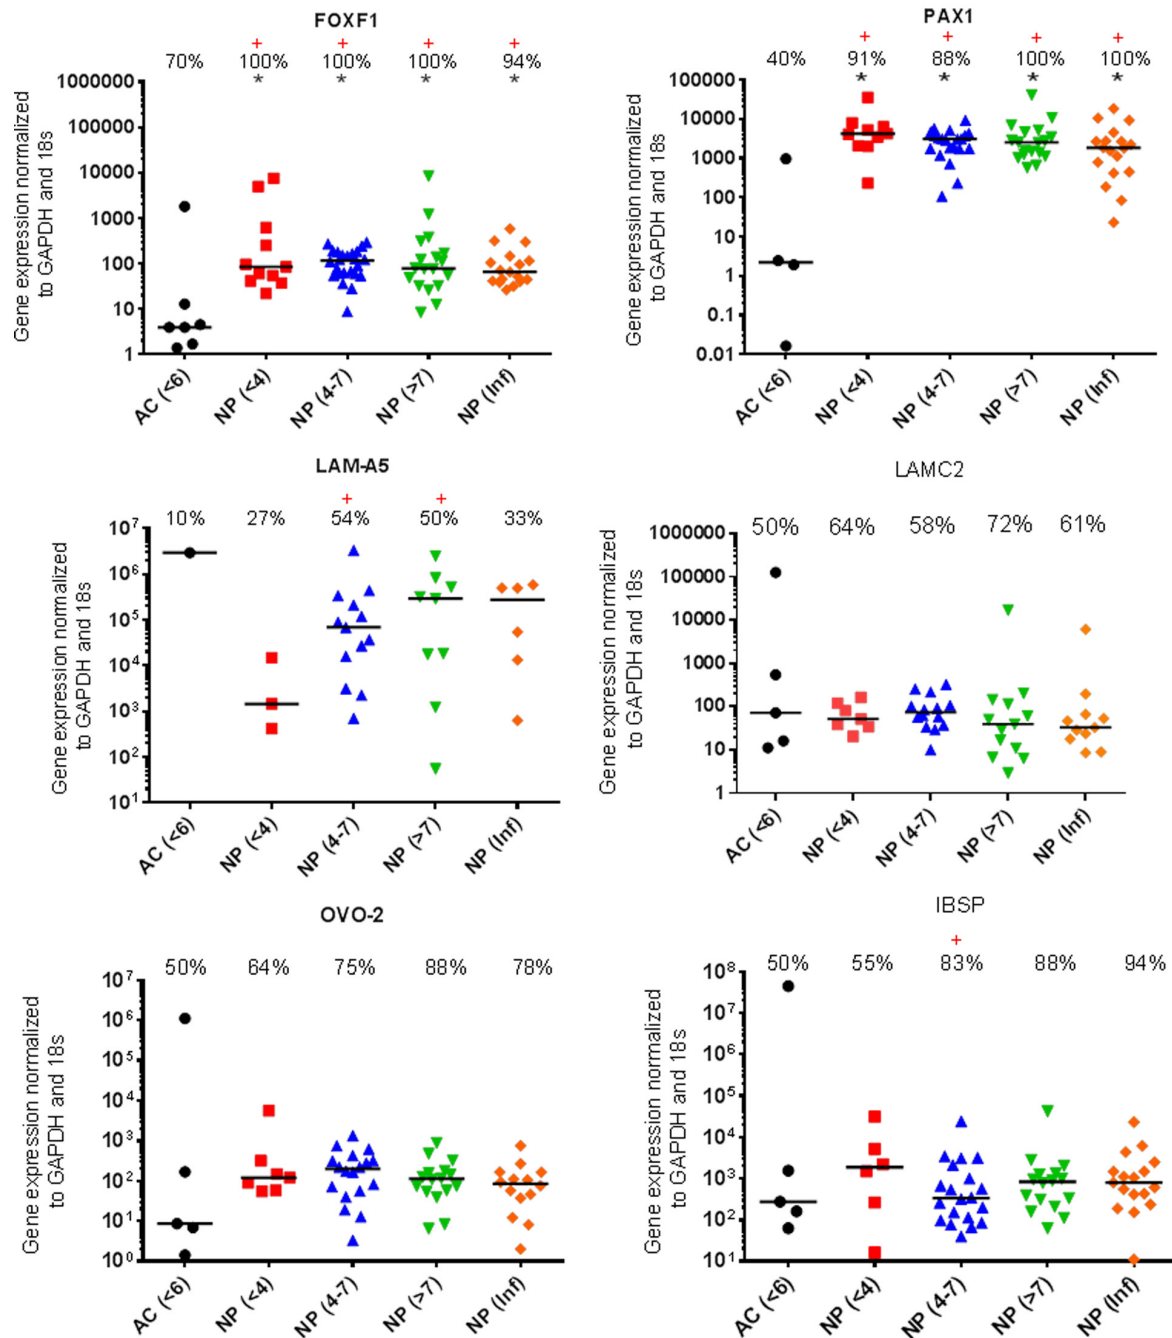 FOXF1
+ + + +
70% 100% 100% 100% 94%
* * * *
1000000
100000
10000
1000
100
10
1
Gene expression normalized
to GAPDH and 18s
AC (<6) NP (<4) NP (4-7) NP (>7) NP (Inf)
PAX1
+ + + +
40% 91% 88% 100% 100%
* * * *
100000
10000
1000
100
10
1
0.1
0.01
Gene expression normalized
to GAPDH and 18s
AC (<6) NP (<4) NP (4-7) NP (>7) NP (Inf)
LAM-A5
+ +
10% 27% 54% 50% 33%
10⁷
10⁶
10⁵
10⁴
10³
10²
10¹
Gene expression normalized
to GAPDH and 18s
AC (<6) NP (<4) NP (4-7) NP (>7) NP (Inf)
LAMC2
50% 64% 58% 72% 61%
1000000
100000
10000
1000
100
10
1
Gene expression normalized
to GAPDH and 18s
AC (<6) NP (<4) NP (4-7) NP (>7) NP (Inf)
OVO-2
50% 64% 75% 88% 78%
10⁷
10⁶
10⁵
10⁴
10³
10²
10¹
10⁰
Gene expression normalized
to GAPDH and 18s
AC (<6) NP (<4) NP (4-7) NP (>7) NP (Inf)
IBSP
+
50% 55% 83% 88% 94%
10⁸
10⁷
10⁶
10⁵
10⁴
10³
10²
10¹
Gene expression normalized
to GAPDH and 18s
AC (<6) NP (<4) NP (4-7) NP (>7) NP (Inf)